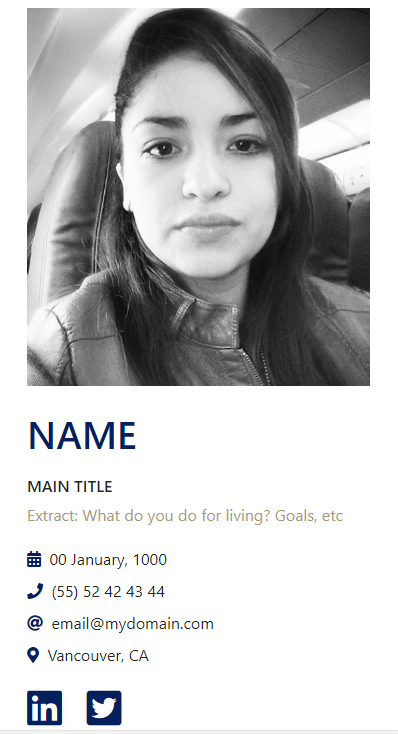 NAME
MAIN TITLE
Extract: What do you do for living? Goals, etc
00 January, 1000
(55) 52 42 43 44
email@mydomain.com
Vancouver, CA
in